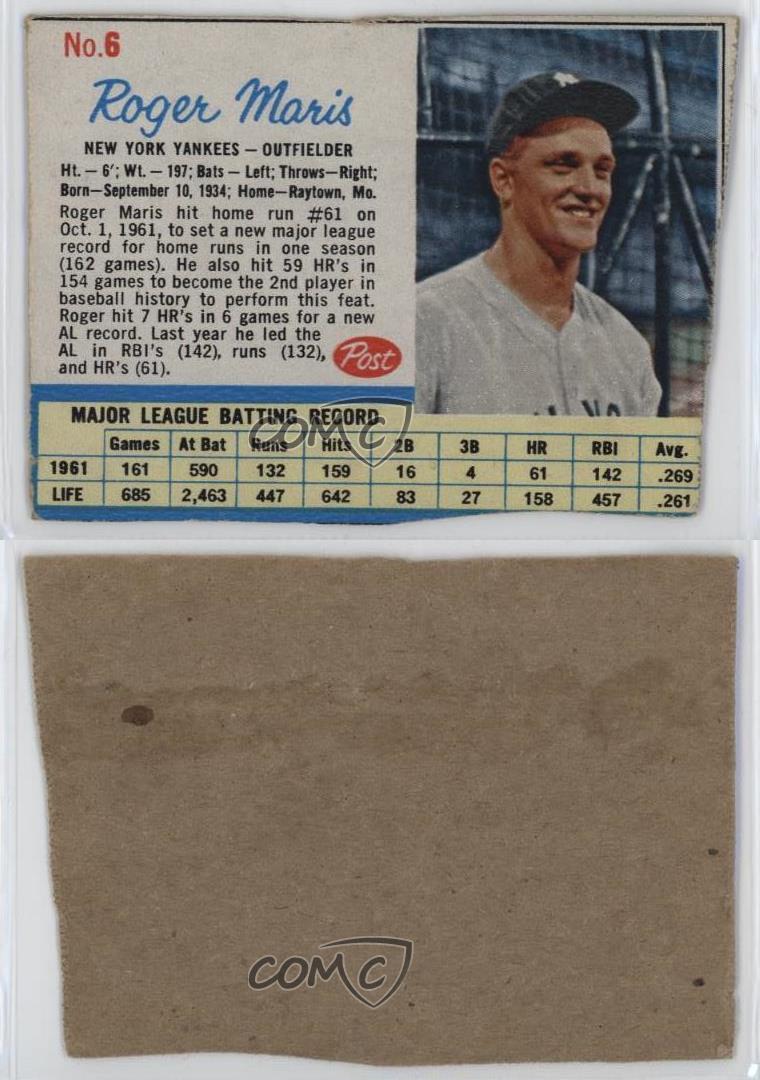 No.6
Roger Maris
NEW YORK YANKEES – OUTFIELDER
Ht. – 6'; Wt. – 197; Bats – Left; Throws–Right;
Born–September 10, 1934; Home–Raytown, Mo.
Roger Maris hit home run #61 on
Oct. 1, 1961, to set a new major league
record for home runs in one season
(162 games). He also hit 59 HR's in
154 games to become the 2nd player in
baseball history to perform this feat.
Roger hit 7 HR's in 6 games for a new
AL record. Last year he led the
AL in RBI's (142), runs (132),
and HR's (61).
Post
MAJOR LEAGUE BATTING RECORD
Games At Bat Runs Hits 2B 3B HR RBI Avg.
1961 161 590 132 159 16 4 61 142 .269
LIFE 685 2,463 447 642 83 27 158 457 .261
COMC
COMC